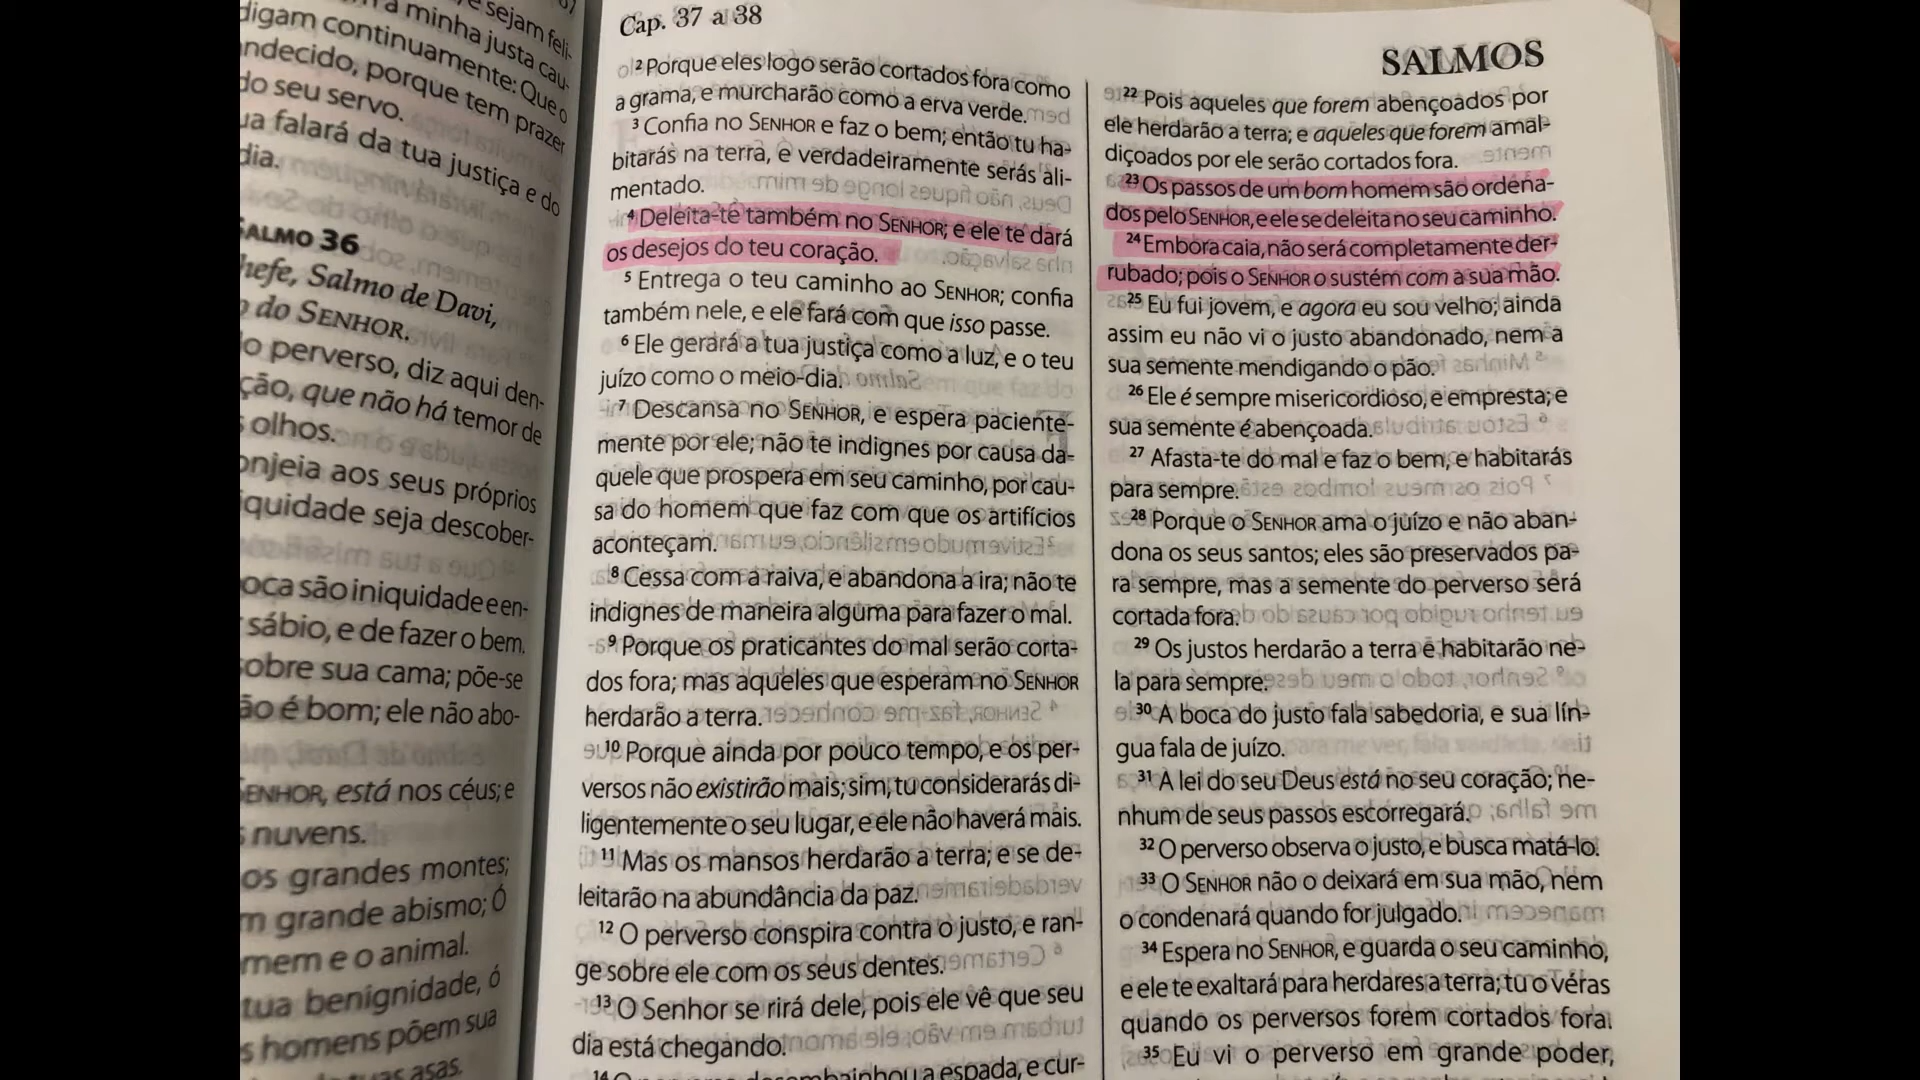 sejam feli-
a minha justa cau-
digam continuamente: Que o
ndecido, porque tem prazer
do seu servo.
ua falará da tua justiça e do
dia.
SALMO 36
hefe, Salmo de Davi,
do SENHOR.
o perverso, diz aqui den-
ção, que não há temor de
olhos.
onjeia aos seus próprios
iquidade seja descober-
oca são iniquidade e en-
sábio, e de fazer o bem.
sobre sua cama; põe-se
ão é bom; ele não abo-
SENHOR, está nos céus; e
nuvens.
os grandes montes;
m grande abismo; Ó
mem e o animal.
tua benignidade, ó
s homens põem sua
asas.
Cap. 37 a 38
2 Porque eles logo serão cortados fora como
a grama, e murcharão como a erva verde.
3 Confia no SENHOR e faz o bem; então tu ha-
bitarás na terra, e verdadeiramente serás ali-
mentado.
4 Deleita-te também no SENHOR; e ele te dará
os desejos do teu coração.
5 Entrega o teu caminho ao SENHOR; confia
também nele, e ele fará com que isso passe.
6 Ele gerará a tua justiça como a luz, e o teu
juízo como o meio-dia.
7 Descansa no SENHOR, e espera paciente-
mente por ele; não te indignes por causa da-
quele que prospera em seu caminho, por cau-
sa do homem que faz com que os artifícios
aconteçam.
8 Cessa com a raiva, e abandona a ira; não te
indignes de maneira alguma para fazer o mal.
9 Porque os praticantes do mal serão corta-
dos fora; mas aqueles que esperam no SENHOR
herdarão a terra.
10 Porque ainda por pouco tempo, e os per-
versos não existirão mais; sim, tu considerarás di-
ligentemente o seu lugar, e ele não haverá mais.
11 Mas os mansos herdarão a terra; e se de-
leitarão na abundância da paz.
12 O perverso conspira contra o justo, e ran-
ge sobre ele com os seus dentes.
13 O Senhor se rirá dele, pois ele vê que seu
dia está chegando.
14 O perverso desembainhou a espada, e cur-
SALMOS
22 Pois aqueles que forem abençoados por
ele herdarão a terra; e aqueles que forem amal-
diçoados por ele serão cortados fora.
23 Os passos de um bom homem são ordena-
dos pelo SENHOR, e ele se deleita no seu caminho.
24 Embora caia, não será completamente der-
rubado; pois o SENHOR o sustém com a sua mão.
25 Eu fui jovem, e agora eu sou velho; ainda
assim eu não vi o justo abandonado, nem a
sua semente mendigando o pão.
26 Ele é sempre misericordioso, e empresta; e
sua semente é abençoada.
27 Afasta-te do mal e faz o bem, e habitarás
para sempre.
28 Porque o SENHOR ama o juízo e não aban-
dona os seus santos; eles são preservados pa-
ra sempre, mas a semente do perverso será
cortada fora.
29 Os justos herdarão a terra e habitarão ne-
la para sempre.
30 A boca do justo fala sabedoria, e sua lín-
gua fala de juízo.
31 A lei do seu Deus está no seu coração; ne-
nhum de seus passos escorregará.
32 O perverso observa o justo, e busca matá-lo.
33 O SENHOR não o deixará em sua mão, nem
o condenará quando for julgado.
34 Espera no SENHOR, e guarda o seu caminho,
e ele te exaltará para herdares a terra; tu o véras
quando os perversos forem cortados fora.
35 Eu vi o perverso em grande poder,